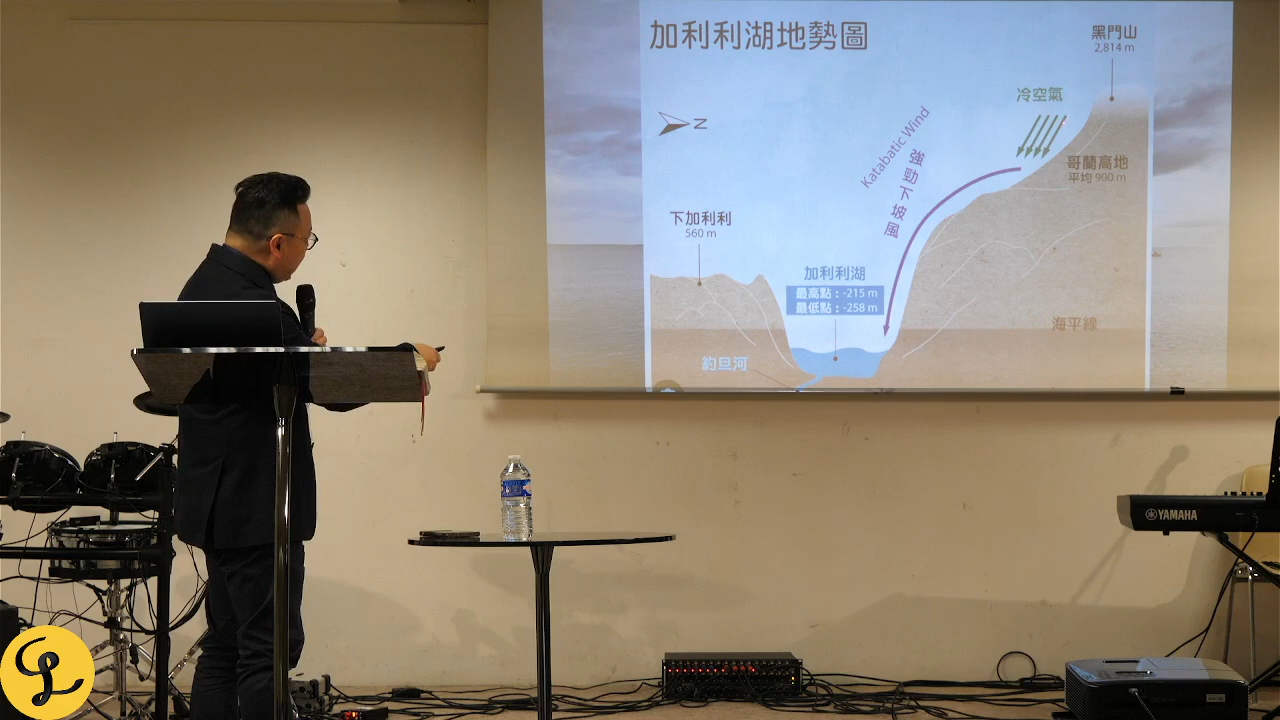 加利利湖地勢圖
黑門山
2,814 m
冷空氣
N
Katabatic Wind
強勁下坡風
哥蘭高地
平均 900 m
下加利利
560 m
加利利湖
最高點：-215 m
最低點：-258 m
海平線
約旦河
YAMAHA